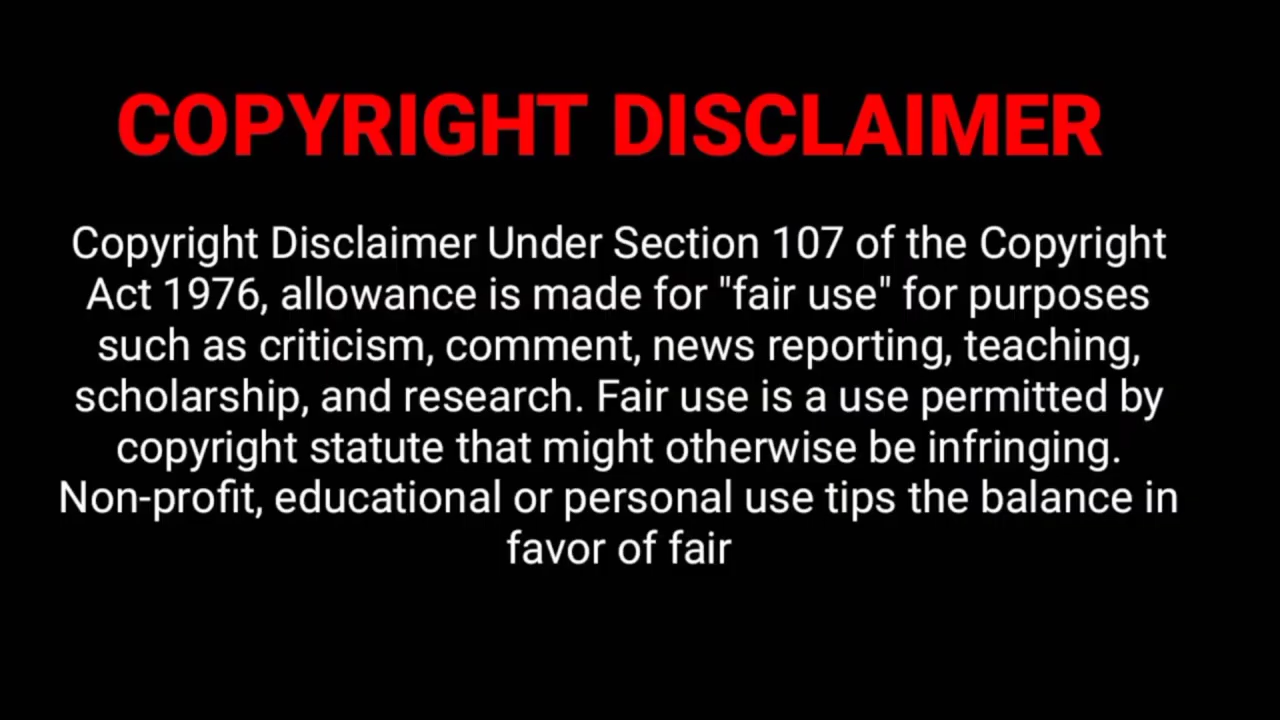 COPYRIGHT DISCLAIMER
Copyright Disclaimer Under Section 107 of the Copyright
Act 1976, allowance is made for "fair use" for purposes
such as criticism, comment, news reporting, teaching,
scholarship, and research. Fair use is a use permitted by
copyright statute that might otherwise be infringing.
Non-profit, educational or personal use tips the balance in
favor of fair